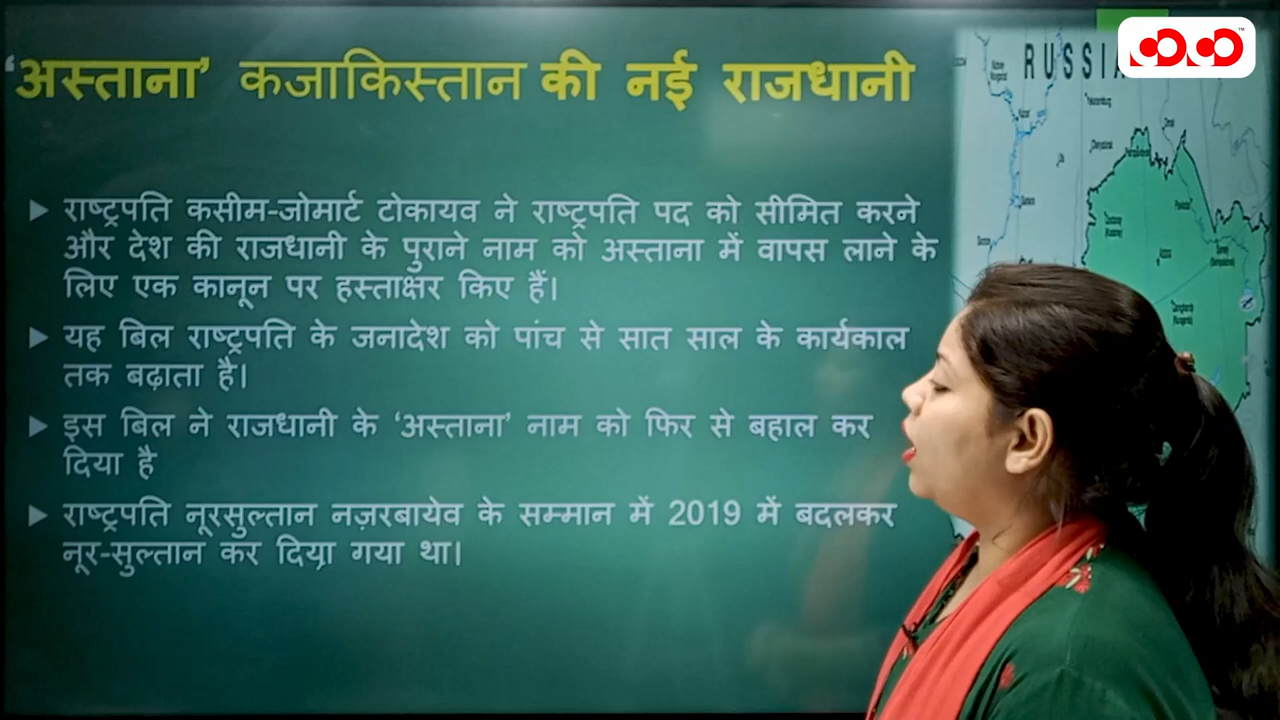 ‘अस्ताना’ कजाकिस्तान की नई राजधानी
RUSSIA
राष्ट्रपति कसीम-जोमार्ट टोकायव ने राष्ट्रपति पद को सीमित करने
और देश की राजधानी के पुराने नाम को अस्ताना में वापस लाने के
लिए एक कानून पर हस्ताक्षर किए हैं।
यह बिल राष्ट्रपति के जनादेश को पांच से सात साल के कार्यकाल
तक बढ़ाता है।
इस बिल ने राजधानी के ‘अस्ताना’ नाम को फिर से बहाल कर
दिया है
राष्ट्रपति नूरसुल्तान नज़रबायेव के सम्मान में 2019 में बदलकर
नूर-सुल्तान कर दिया गया था।